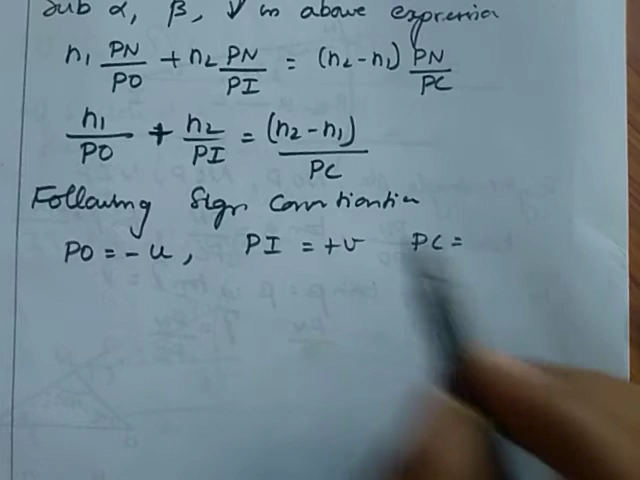 Sub α, β, γ in above expression
n₁ PN/PO + n₂ PN/PI = (n₂ - n₁) PN/PC
n₁/PO + n₂/PI = (n₂ - n₁)/PC
Following Sign convention
PO = - u, PI = + v PC =